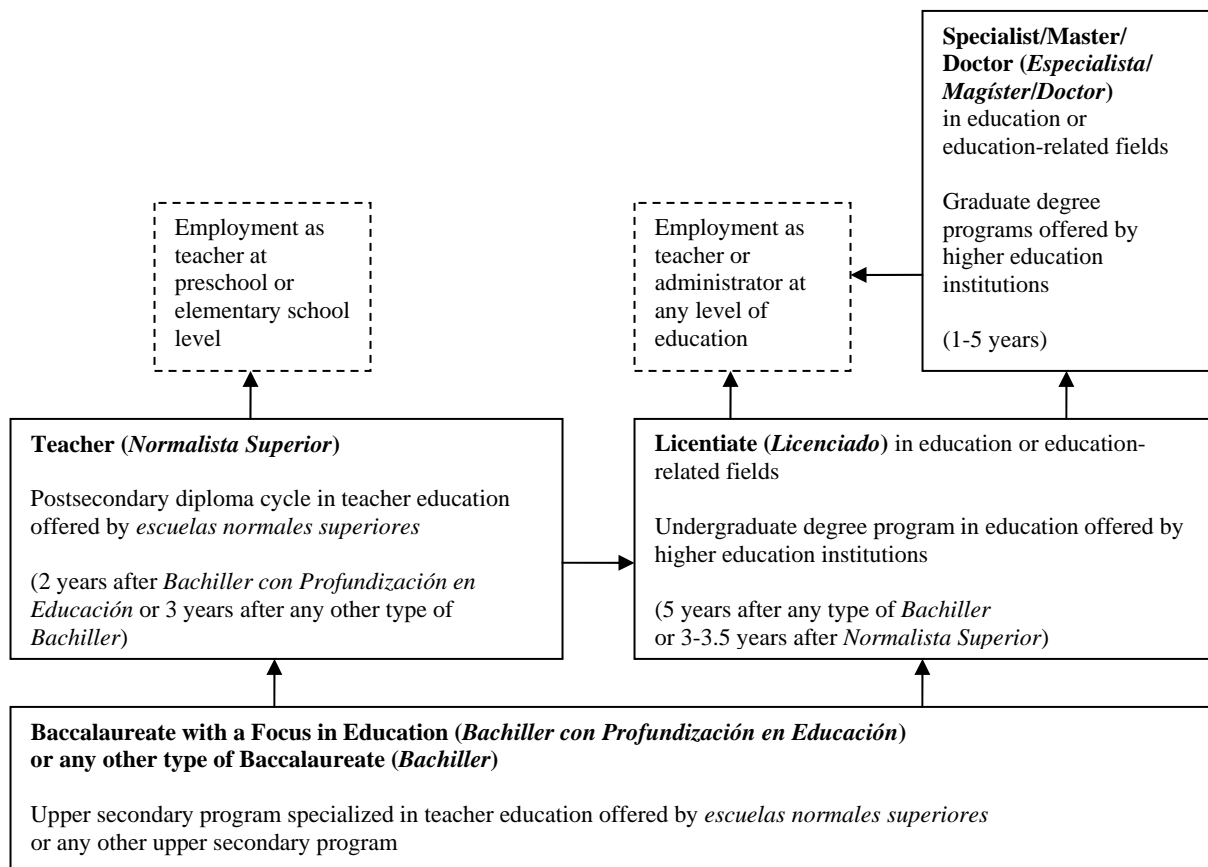 Specialist/Master/
Doctor (Especialista/
Magíster/Doctor)
in education or
education-related fields
Graduate degree
programs offered by
higher education
institutions
(1-5 years)
Employment as
teacher at
preschool or
elementary school
level
Employment as
teacher or
administrator at
any level of
education
Teacher (Normalista Superior)
Postsecondary diploma cycle in teacher education
offered by escuelas normales superiores
(2 years after Bachiller con Profundización en
Educación or 3 years after any other type of
Bachiller)
Licentiate (Licenciado) in education or education-
related fields
Undergraduate degree program in education offered by
higher education institutions
(5 years after any type of Bachiller
or 3-3.5 years after Normalista Superior)
Baccalaureate with a Focus in Education (Bachiller con Profundización en Educación)
or any other type of Baccalaureate (Bachiller)
Upper secondary program specialized in teacher education offered by escuelas normales superiores
or any other upper secondary program